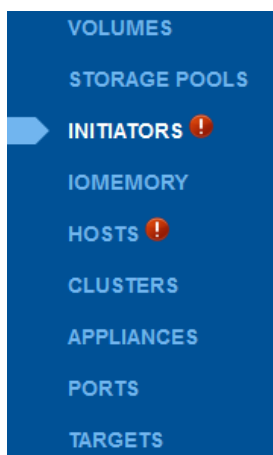 VOLUMES
STORAGE POOLS
INITIATORS !
IOMEMORY
HOSTS !
CLUSTERS
APPLIANCES
PORTS
TARGETS